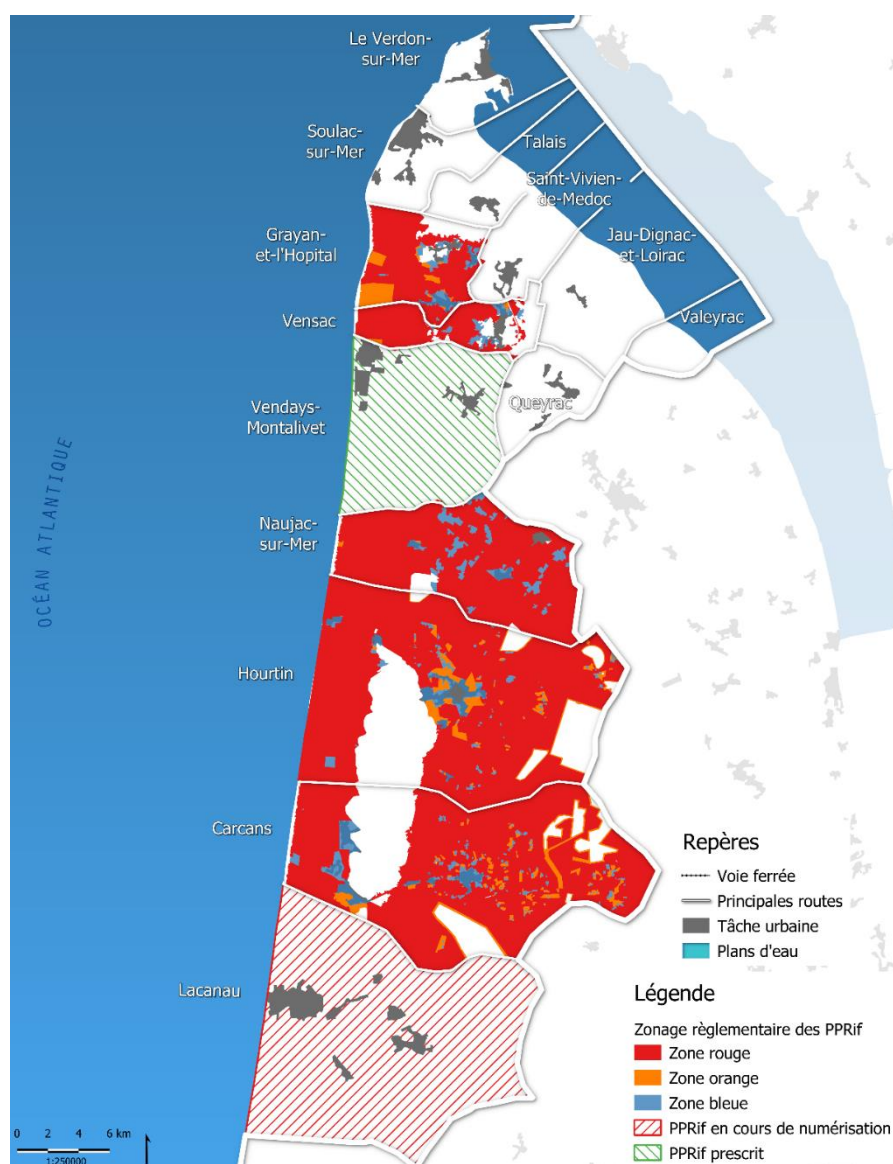 Le Verdon-
sur-Mer
Soulac-
sur-Mer
Talais
Saint-Vivien-
de-Medoc
Grayan-
et-l'Hopital
Jau-Dignac-
et-Loirac
Vensac
Valeyrac
Vendays-
Montalivet
Queyrac
OCÉAN ATLANTIQUE
Naujac-
sur-Mer
Hourtin
Carcans
Lacanau
Repères
Voie ferrée
Principales routes
Tâche urbaine
Plans d'eau
Légende
Zonage règlementaire des PPRif
Zone rouge
Zone orange
Zone bleue
PPRif en cours de numérisation
PPRif prescrit
0 2 4 6 km
1:250000